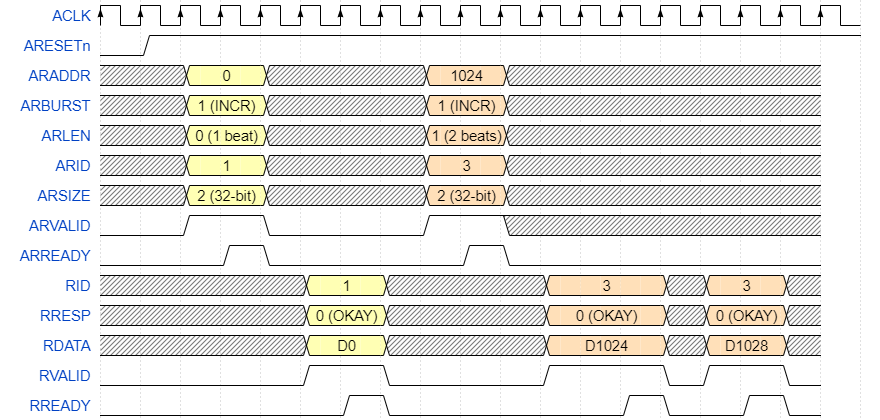 ACLK
ARESETn
ARADDR 0 1024
ARBURST 1 (INCR) 1 (INCR)
ARLEN 0 (1 beat) 1 (2 beats)
ARID 1 3
ARSIZE 2 (32-bit) 2 (32-bit)
ARVALID
ARREADY
RID 1 3 3
RRESP 0 (OKAY) 0 (OKAY) 0 (OKAY)
RDATA D0 D1024 D1028
RVALID
RREADY